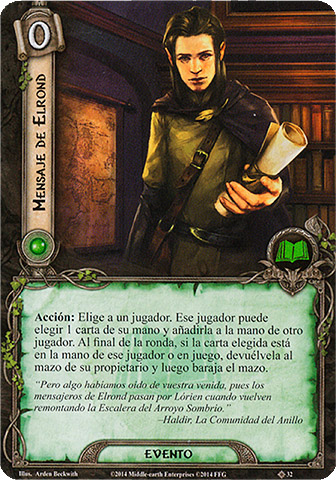 0
MENSAJE DE ELROND
Acción: Elige a un jugador. Ese jugador puede
elegir 1 carta de su mano y añadirla a la mano de otro
jugador. Al final de la ronda, si la carta elegida está
en la mano de ese jugador o en juego, devuélvela al
mazo de su propietario y luego baraja el mazo.
“Pero algo habíamos oído de vuestra venida, pues los
mensajeros de Elrond pasan por Lórien cuando vuelven
remontando la Escalera del Arroyo Sombrío.”
–Haldir, La Comunidad del Anillo
EVENTO
Illus. Arden Beckwith ©2014 Middle-earth Enterprises ©2014 FFG 32